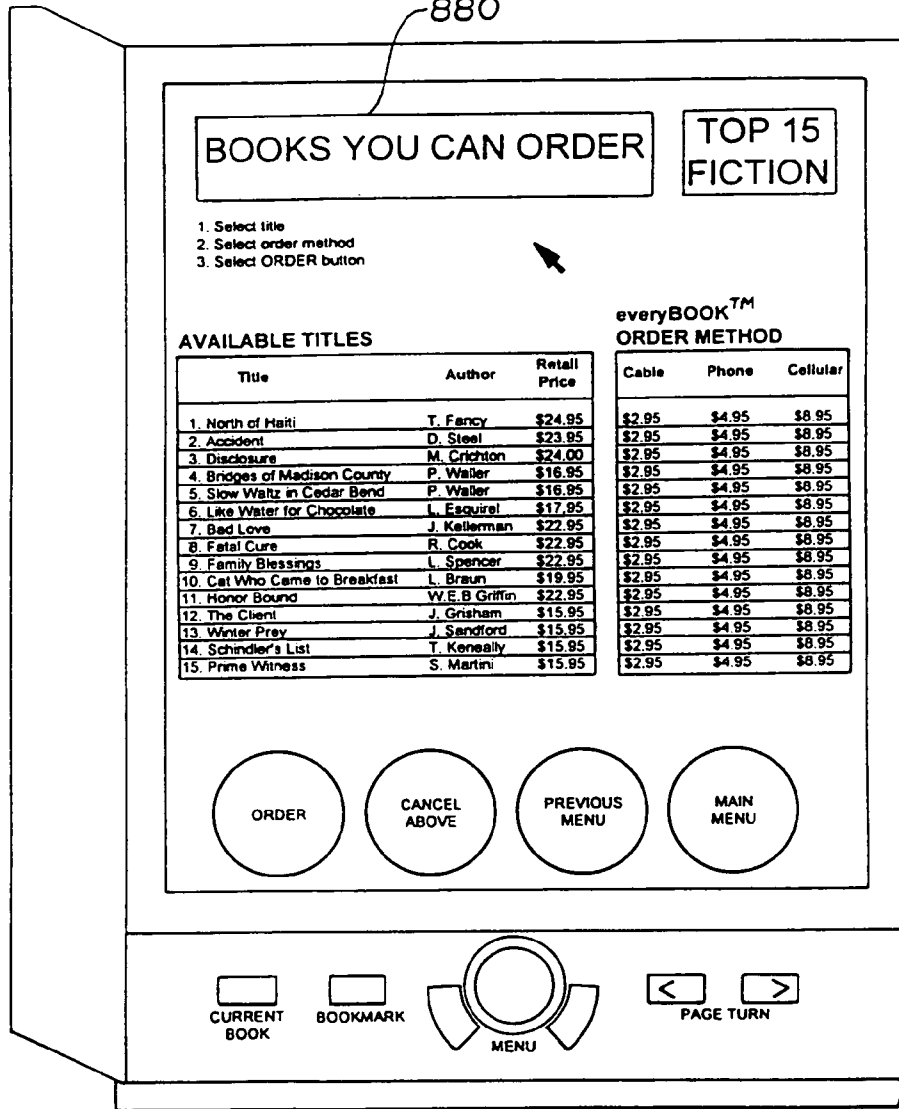 880
BOOKS YOU CAN ORDER
TOP 15
FICTION
1. Select title
2. Select order method
3. Select ORDER button
AVAILABLE TITLES
everyBOOK™
ORDER METHOD
Title Author Retail Price
Cable Phone Cellular
1. North of Haiti T. Fancy $24.95 $2.95 $4.95 $8.95
2. Accident D. Steel $23.95 $2.95 $4.95 $8.95
3. Disclosure M. Crichton $24.00 $2.95 $4.95 $8.95
4. Bridges of Madison County P. Waller $16.95 $2.95 $4.95 $8.95
5. Slow Waltz in Cedar Bend P. Waller $16.95 $2.95 $4.95 $8.95
6. Like Water for Chocolate L. Esquirel $17.95 $2.95 $4.95 $8.95
7. Bad Love J. Kellerman $22.95 $2.95 $4.95 $8.95
8. Fatal Cure R. Cook $22.95 $2.95 $4.95 $8.95
9. Family Blessings L. Spencer $22.95 $2.95 $4.95 $8.95
10. Cat Who Came to Breakfast L. Braun $19.95 $2.95 $4.95 $8.95
11. Honor Bound W.E.B Griffin $22.95 $2.95 $4.95 $8.95
12. The Client J. Grisham $15.95 $2.95 $4.95 $8.95
13. Winter Prey J. Sandford $15.95 $2.95 $4.95 $8.95
14. Schindler's List T. Keneally $15.95 $2.95 $4.95 $8.95
15. Prime Witness S. Martini $15.95 $2.95 $4.95 $8.95
ORDER
CANCEL
ABOVE
PREVIOUS
MENU
MAIN
MENU
< >
CURRENT
BOOK
BOOKMARK
MENU
PAGE TURN